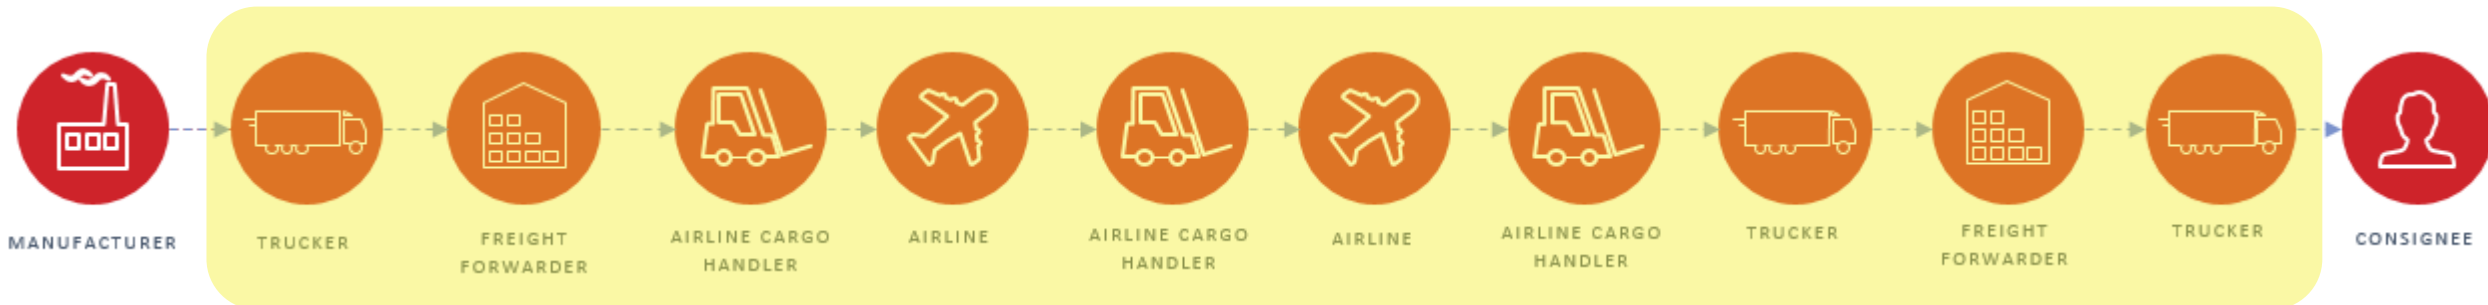 MANUFACTURER
TRUCKER
FREIGHT
FORWARDER
AIRLINE CARGO
HANDLER
AIRLINE
AIRLINE CARGO
HANDLER
AIRLINE
AIRLINE CARGO
HANDLER
TRUCKER
FREIGHT
FORWARDER
TRUCKER
CONSIGNEE